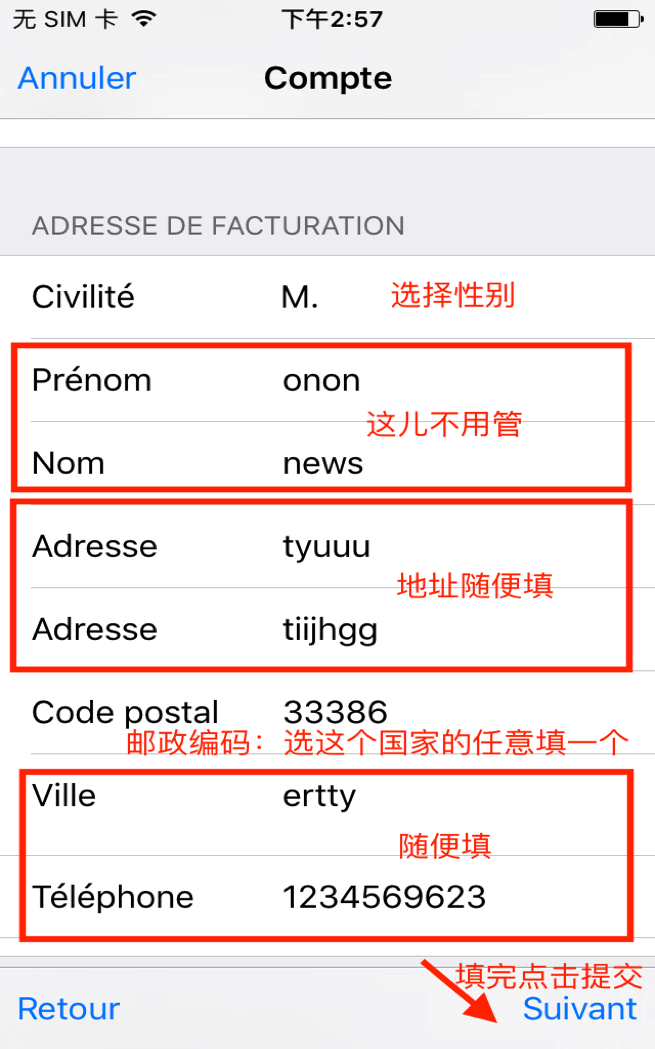 无 SIM 卡 下午2:57
Annuler Compte
ADRESSE DE FACTURATION
Civilité M. 选择性别
Prénom onon
这儿不用管
Nom news
Adresse tyuuu
地址随便填
Adresse tiijhgg
Code postal 33386
邮政编码：选这个国家的任意填一个
Ville ertty
随便填
Téléphone 1234569623
填完点击提交
Retour Suivant